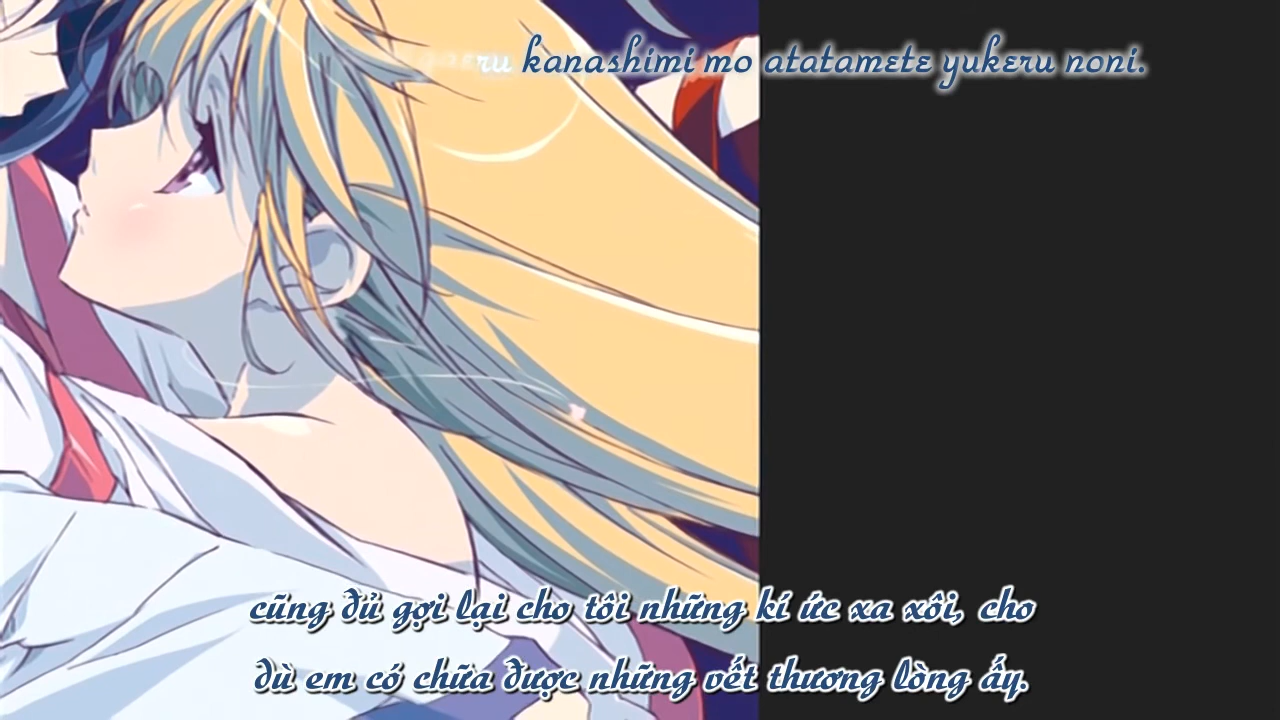 kanashimi mo atatamete yukeru noni.
cũng đủ gợi lại cho tôi những kí ức xa xôi, cho
dù em có chữa được những vết thương lòng ấy.